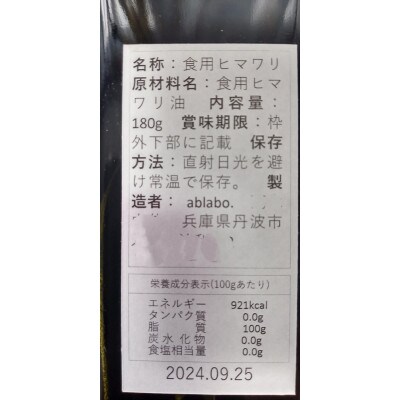 名称：食用ヒマワリ
原材料名：食用ヒマ
ワリ油　内容量：
180g　賞味期限：枠
外下部に記載　保存
方法：直射日光を避
け常温で保存。　製
造者：　ablabo.
兵庫県丹波市
栄養成分表示(100gあたり)
エネルギー　921kcal
タンパク質　0.0g
脂　質　100g
炭水化物　0.0g
食塩相当量　0.0g
2024.09.25